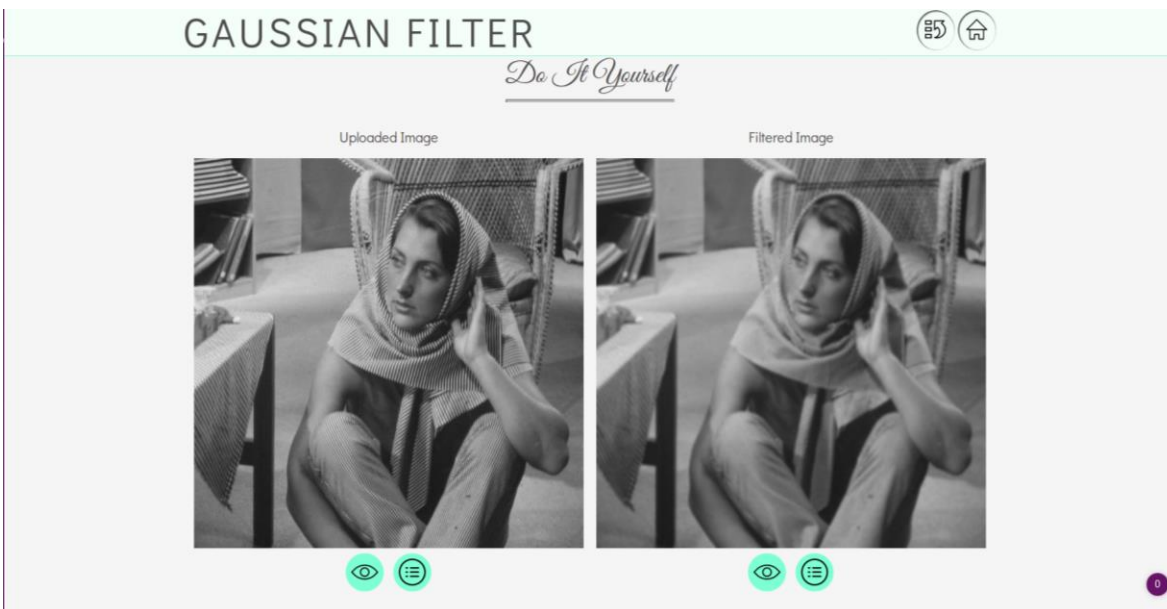 GAUSSIAN FILTER
Do It Yourself
Uploaded Image
Filtered Image
0